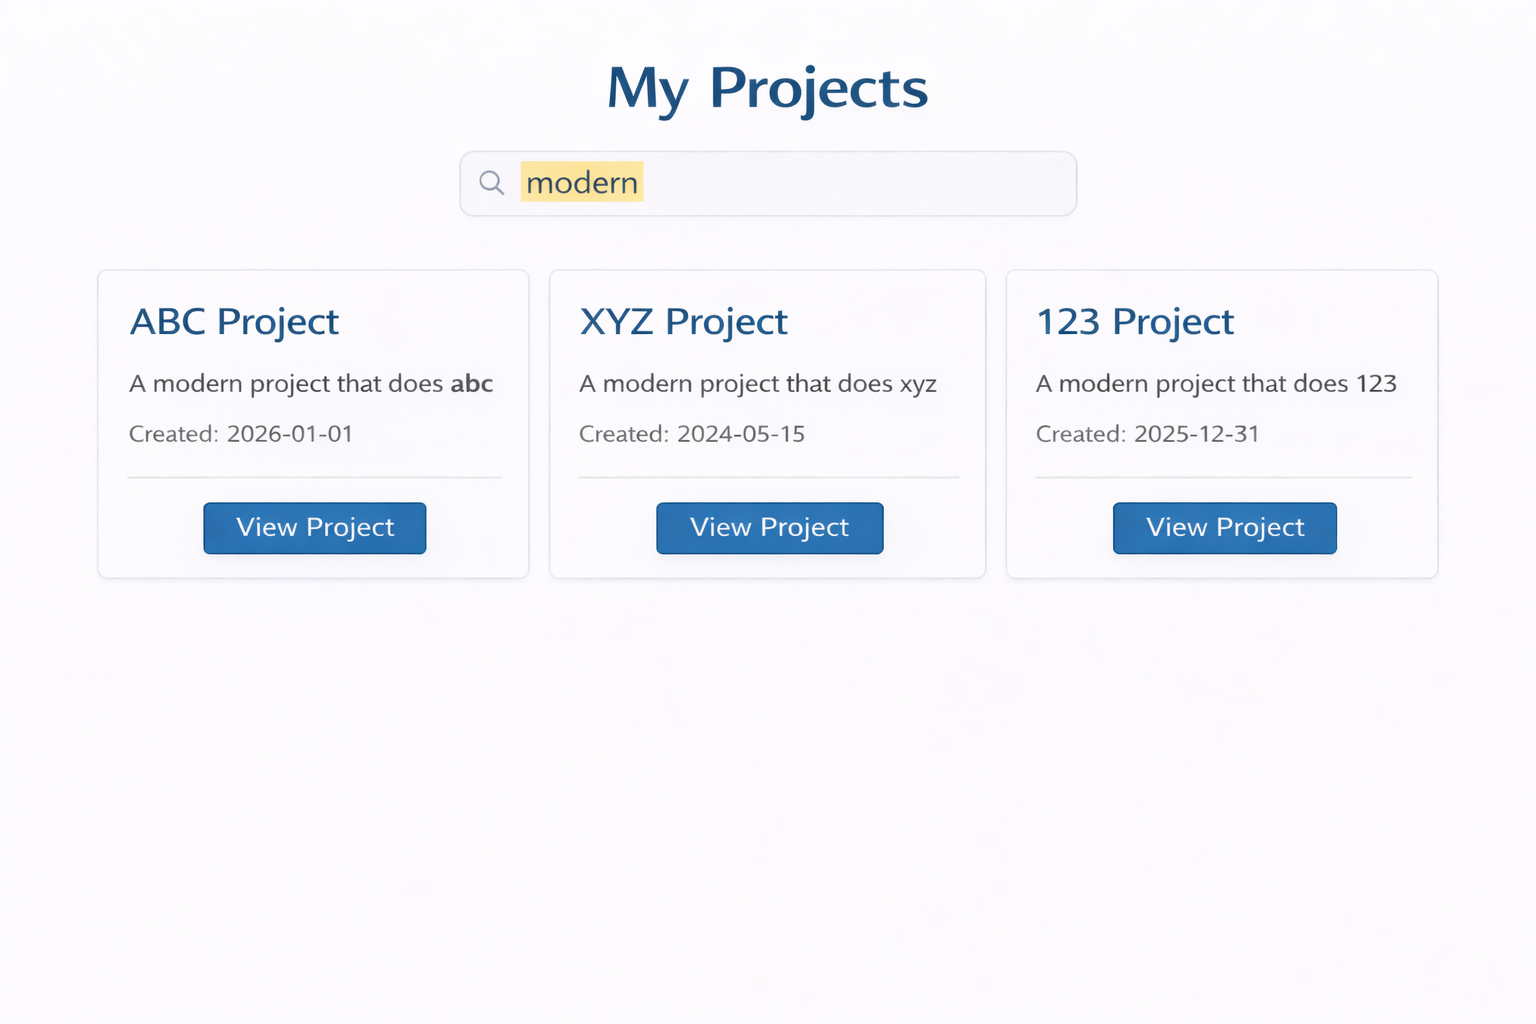 My Projects
modern
ABC Project
A modern project that does abc
Created: 2026-01-01
View Project
XYZ Project
A modern project that does xyz
Created: 2024-05-15
View Project
123 Project
A modern project that does 123
Created: 2025-12-31
View Project